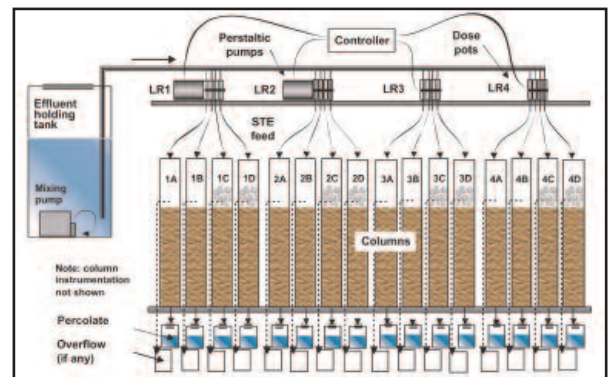 Controller
Perstaltic
pumps
Dose
pots
LR1
LR2
LR3
LR4
Effluent
holding
tank
STE
feed
1A 1B 1C 1D 2A 2B 2C 2D 3A 3B 3C 3D 4A 4B 4C 4D
Mixing
pump
Columns
Note: column
instrumentation
not shown
Percolate
Overflow
(if any)